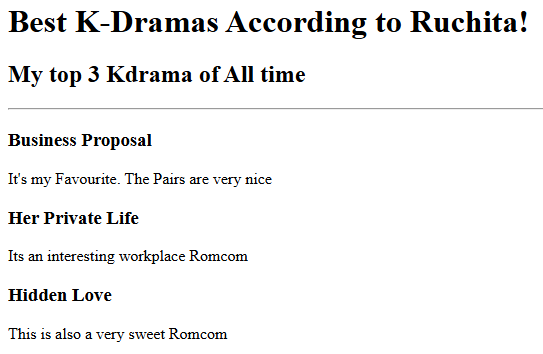 Best K-Dramas According to Ruchita!
My top 3 Kdrama of All time
Business Proposal
It's my Favourite. The Pairs are very nice
Her Private Life
Its an interesting workplace Romcom
Hidden Love
This is also a very sweet Romcom